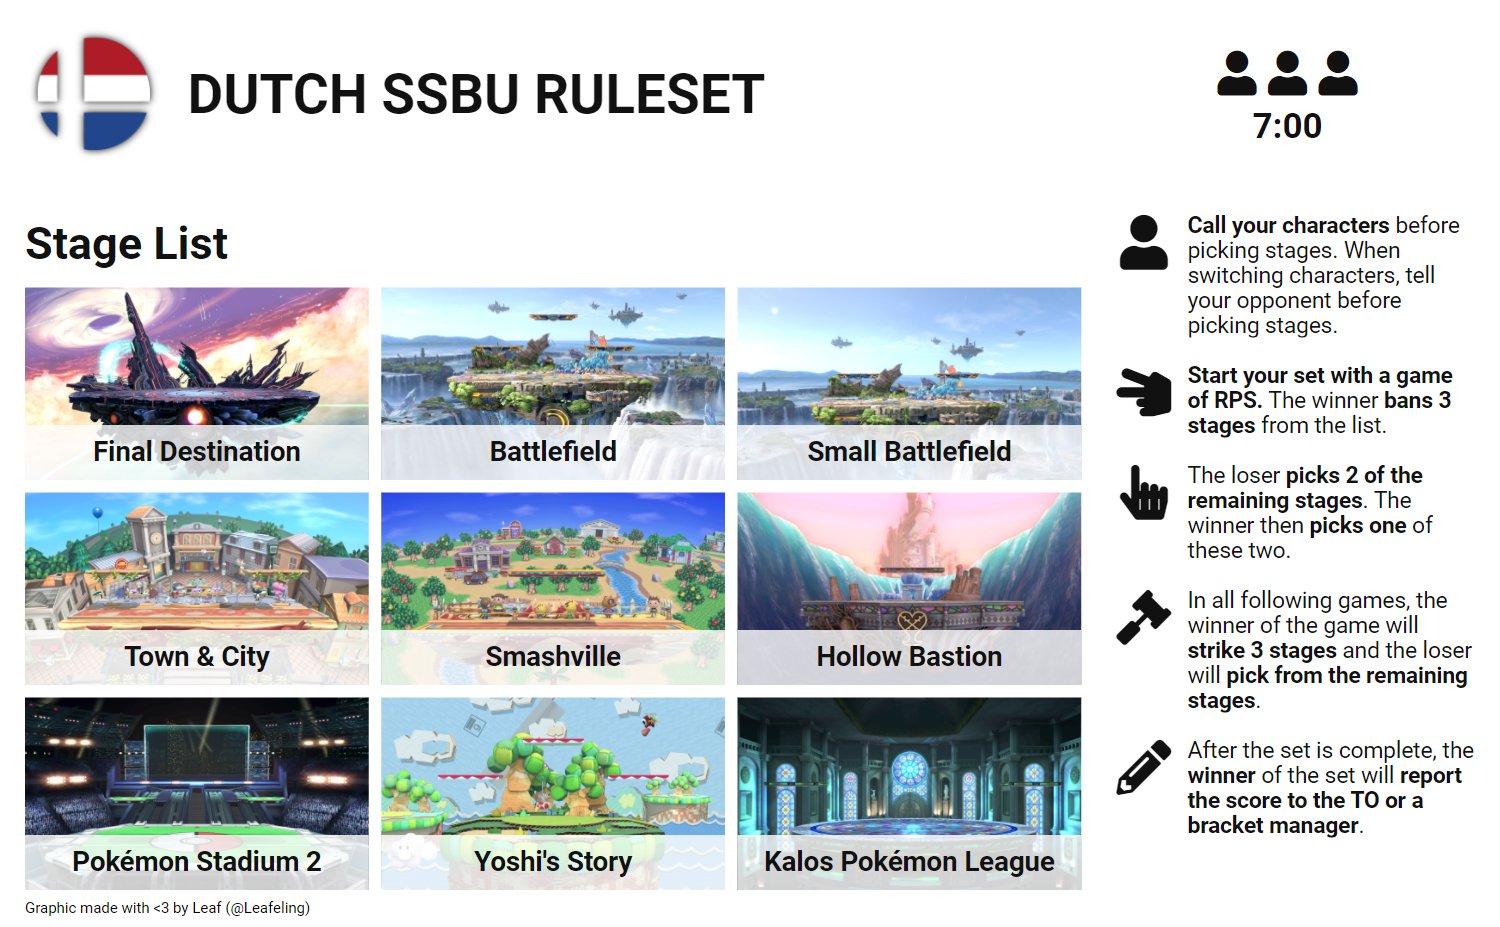 DUTCH SSBU RULESET
7:00
Stage List
Final Destination
Battlefield
Small Battlefield
Town & City
Smashville
Hollow Bastion
Pokémon Stadium 2
Yoshi's Story
Kalos Pokémon League
Graphic made with <3 by Leaf (@Leafeling)
Call your characters before
picking stages. When
switching characters, tell
your opponent before
picking stages.
Start your set with a game
of RPS. The winner bans 3
stages from the list.
The loser picks 2 of the
remaining stages. The
winner then picks one of
these two.
In all following games, the
winner of the game will
strike 3 stages and the loser
will pick from the remaining
stages.
After the set is complete, the
winner of the set will report
the score to the TO or a
bracket manager.